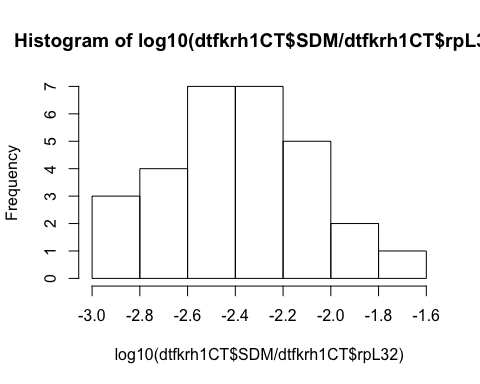 Histogram of log10(dtfkrh1CT$SDM/dtfkrh1CT$rpL3
Frequency
7
6
5
4
3
2
1
0
-3.0 -2.8 -2.6 -2.4 -2.2 -2.0 -1.8 -1.6
log10(dtfkrh1CT$SDM/dtfkrh1CT$rpL32)